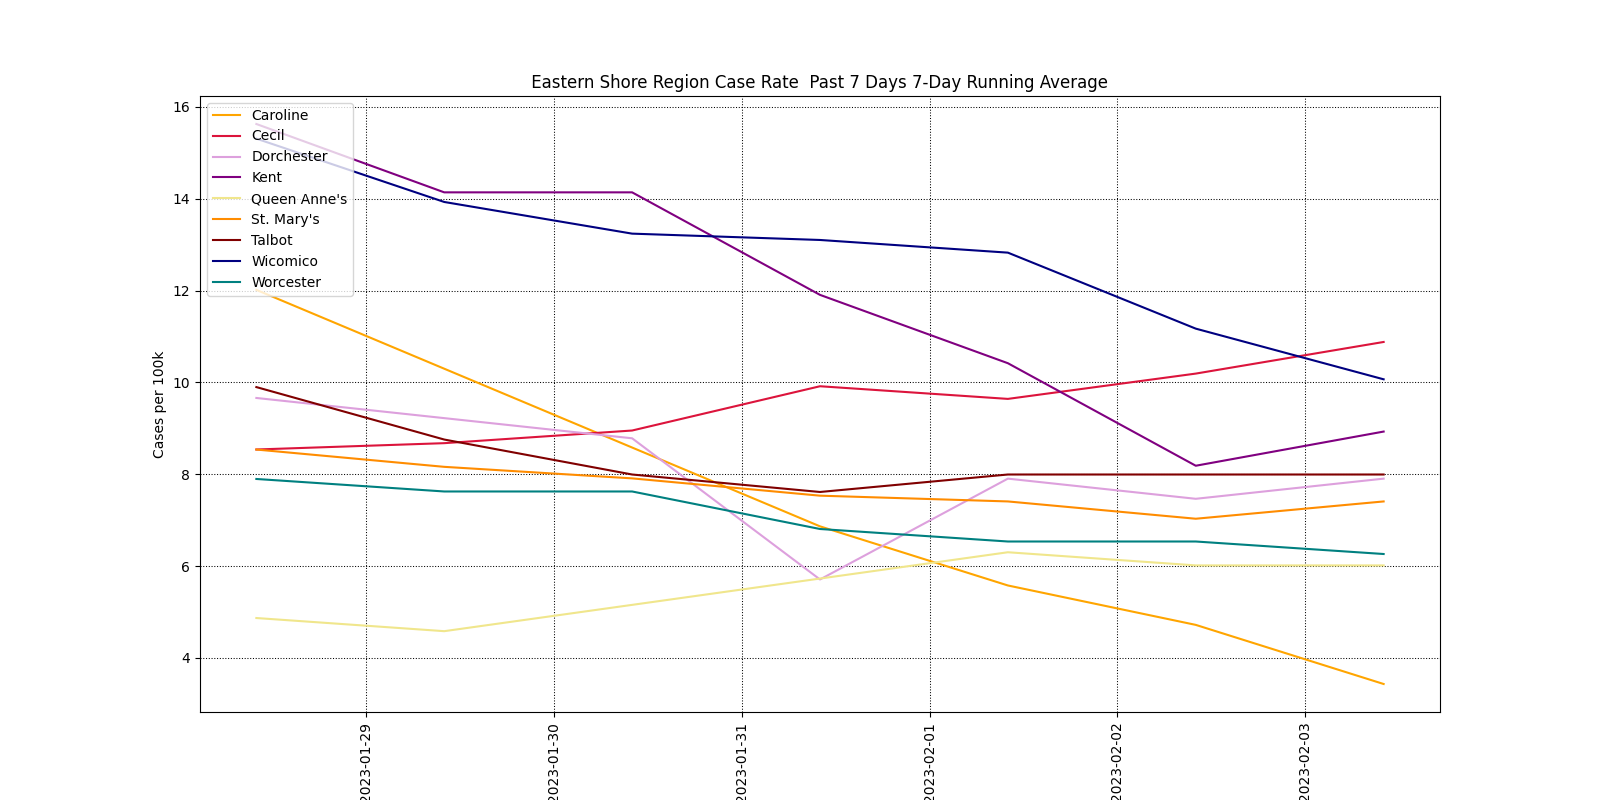 Eastern Shore Region Case Rate  Past 7 Days 7-Day Running Average
Cases per 100k
16
14
12
10
8
6
4
Caroline
Cecil
Dorchester
Kent
Queen Anne's
St. Mary's
Talbot
Wicomico
Worcester
2023-01-29
2023-01-30
2023-01-31
2023-02-01
2023-02-02
2023-02-03